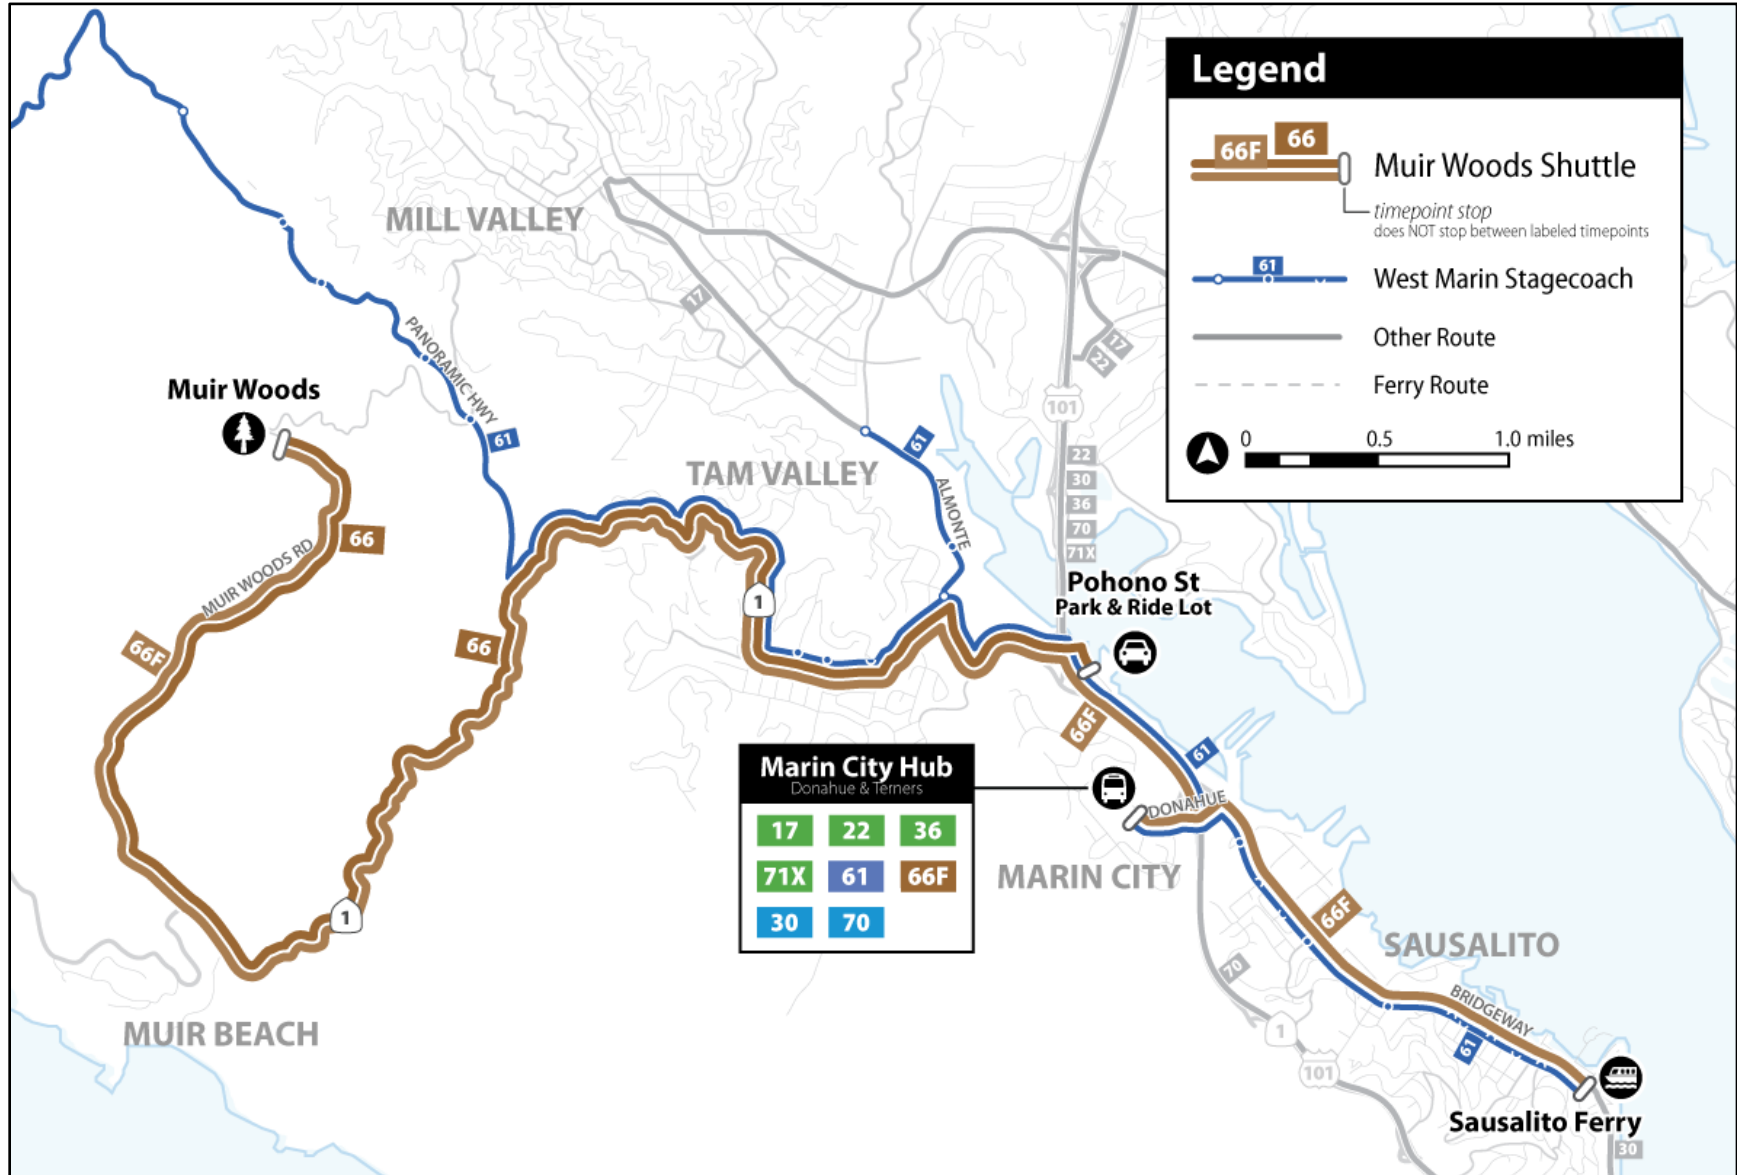 Legend
66F
66
Muir Woods Shuttle
timepoint stop
does NOT stop between labeled timepoints
61
West Marin Stagecoach
Other Route
Ferry Route
0 0.5 1.0 miles
MILL VALLEY
17
17
22
PANORAMIC HWY
101
Muir Woods
61
61
22
30
36
70
71X
TAM VALLEY
ALMONTE
66
MUIR WOODS RD
Pohono St
Park & Ride Lot
1
66F
66
66F
61
Marin City Hub
Donahue & Terners
17 22 36
71X 61 66F
30 70
DONAHUE
MARIN CITY
1
66F
SAUSALITO
70
BRIDGEWAY
MUIR BEACH
1
61
101
Sausalito Ferry
30